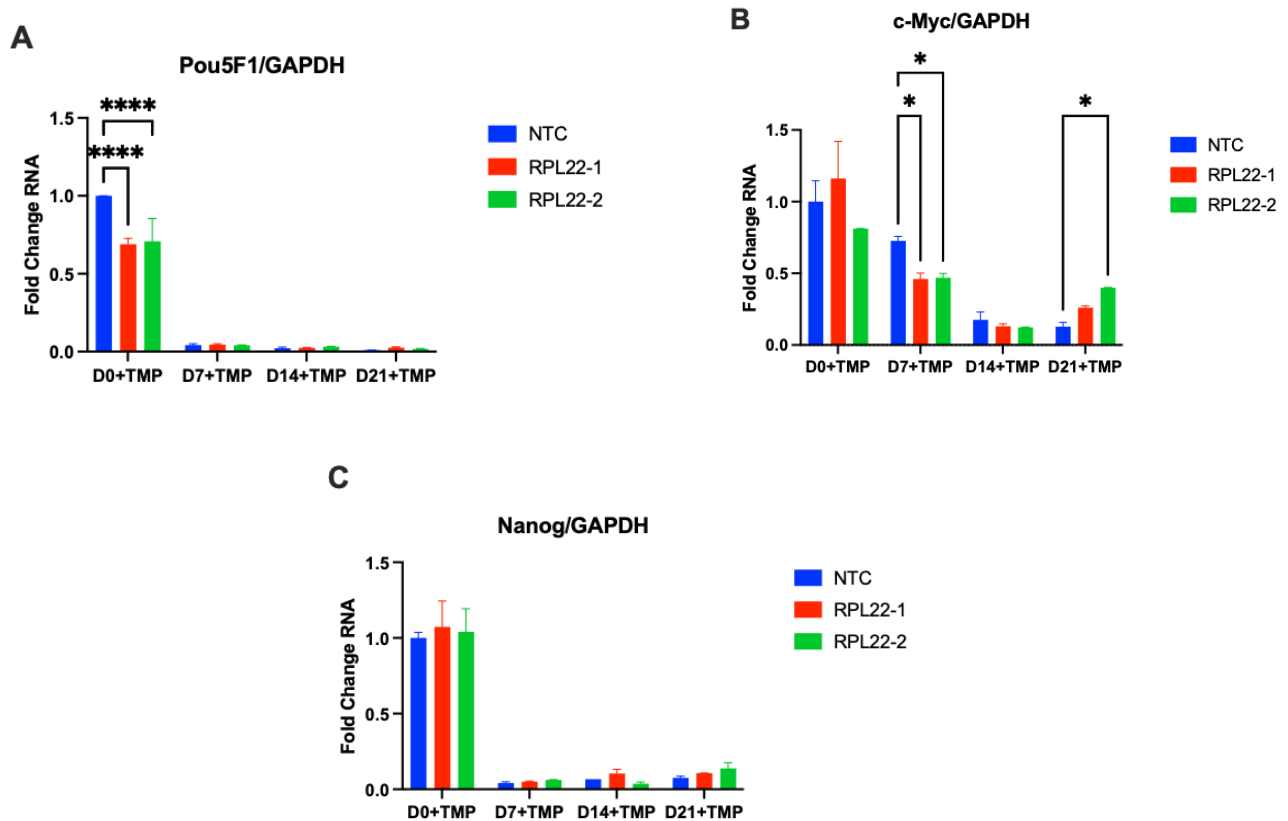 A
Pou5F1/GAPDH
****
****
Fold Change RNA
1.5
1.0
0.5
0.0
D0+TMP D7+TMP D14+TMP D21+TMP
NTC
RPL22-1
RPL22-2
B
c-Myc/GAPDH
*
*
*
Fold Change RNA
1.5
1.0
0.5
0.0
D0+TMP D7+TMP D14+TMP D21+TMP
NTC
RPL22-1
RPL22-2
C
Nanog/GAPDH
Fold Change RNA
1.5
1.0
0.5
0.0
D0+TMP D7+TMP D14+TMP D21+TMP
NTC
RPL22-1
RPL22-2